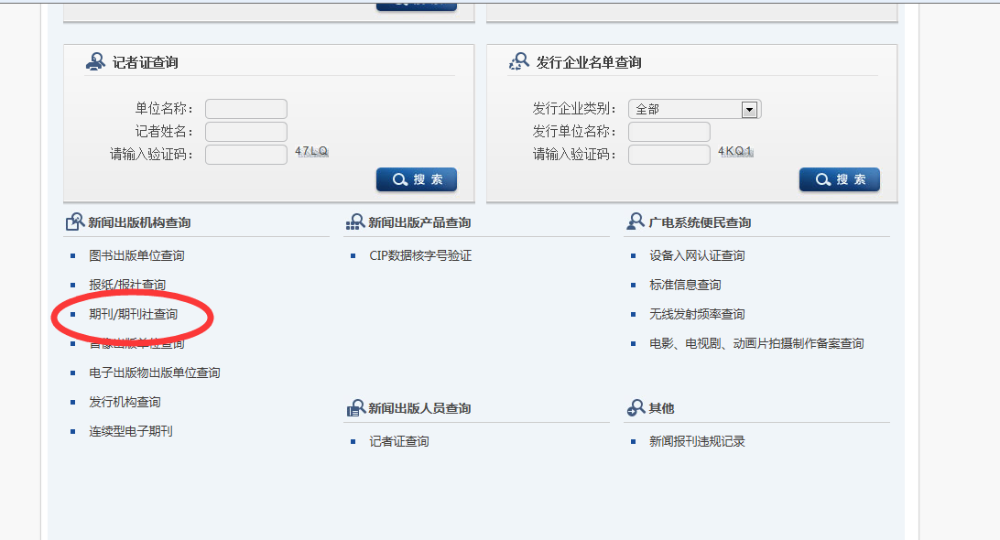 记者证查询
单位名称：
记者姓名：
请输入验证码：
47LQ
搜 索
发行企业名单查询
发行企业类别：
全部
发行单位名称：
请输入验证码：
4KQ1
搜 索
新闻出版机构查询
图书出版单位查询
报纸/报社查询
期刊/期刊社查询
音像出版单位查询
电子出版物出版单位查询
发行机构查询
连续型电子期刊
新闻出版产品查询
CIP数据核字号验证
新闻出版人员查询
记者证查询
广电系统便民查询
设备入网认证查询
标准信息查询
无线发射频率查询
电影、电视剧、动画片拍摄制作备案查询
其他
新闻报刊违规记录